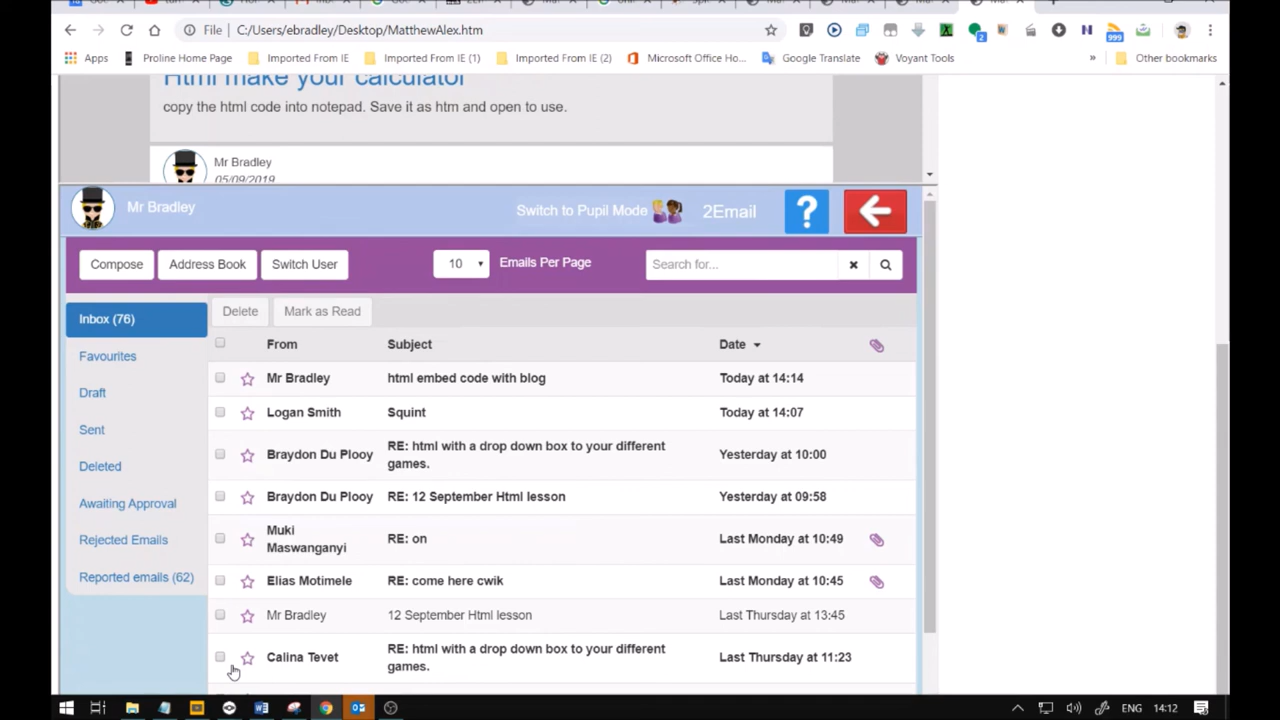 File C:/Users/ebradley/Desktop/MatthewAlex.htm
999
2
Apps Proline Home Page Imported From IE Imported From IE (1) Imported From IE (2) Microsoft Office Ho... Google Translate Voyant Tools » Other bookmarks
Html make your calculator
copy the html code into notepad. Save it as htm and open to use.
Mr Bradley
05/09/2019
Mr Bradley Switch to Pupil Mode 2Email ?
Compose Address Book Switch User 10 Emails Per Page Search for...
Inbox (76)
Favourites
Draft
Sent
Deleted
Awaiting Approval
Rejected Emails
Reported emails (62)
Delete Mark as Read
From Subject Date
Mr Bradley html embed code with blog Today at 14:14
Logan Smith Squint Today at 14:07
Braydon Du Plooy RE: html with a drop down box to your different Yesterday at 10:00
games.
Braydon Du Plooy RE: 12 September Html lesson Yesterday at 09:58
Muki
Maswanganyi RE: on Last Monday at 10:49
Elias Motimele RE: come here cwik Last Monday at 10:45
Mr Bradley 12 September Html lesson Last Thursday at 13:45
Calina Tevet RE: html with a drop down box to your different Last Thursday at 11:23
games.
ENG 14:12